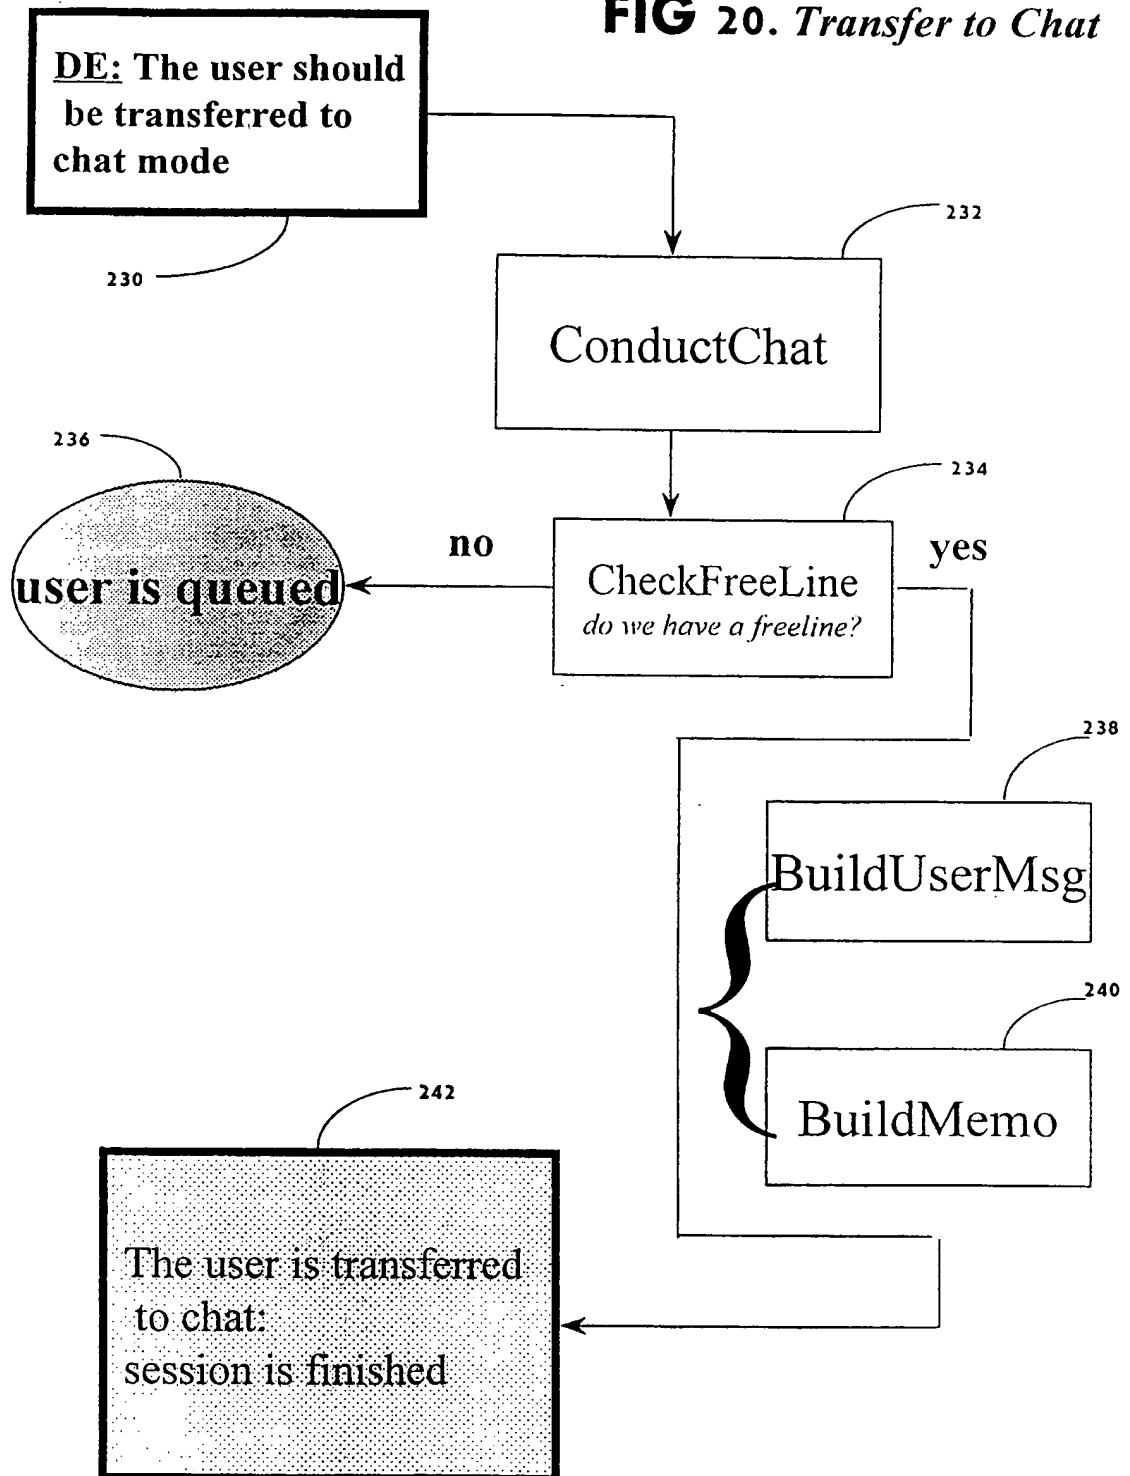 FIG 20. Transfer to Chat
DE: The user should
be transferred to
chat mode
230
232
ConductChat
236
234
user is queued
no
CheckFreeLine
do we have a freeline?
yes
238
BuildUserMsg
240
BuildMemo
242
The user is transferred
to chat:
session is finished